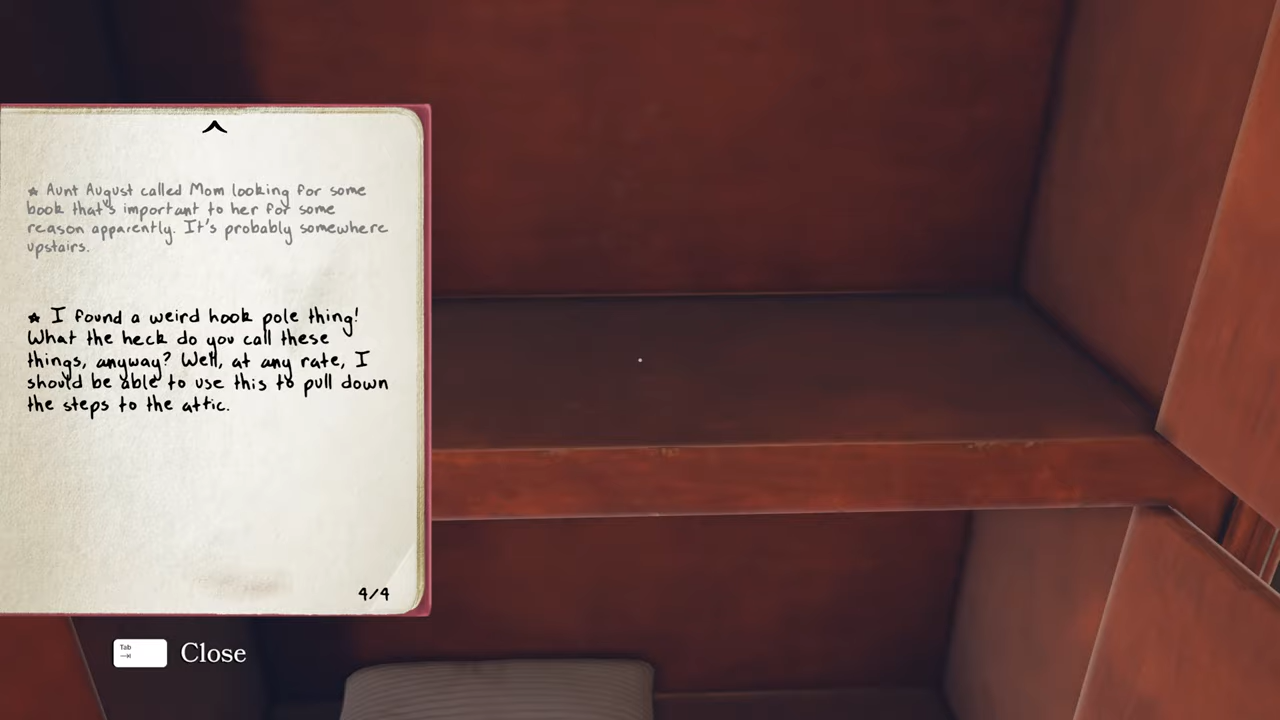 ★ Aunt August called Mom looking for some
book that's important to her for some
reason apparently. It's probably somewhere
upstairs.
★ I found a weird hook pole thing!
What the heck do you call these
things, anyway? Well, at any rate, I
should be able to use this to pull down
the steps to the attic.
4/4
Tab
Close